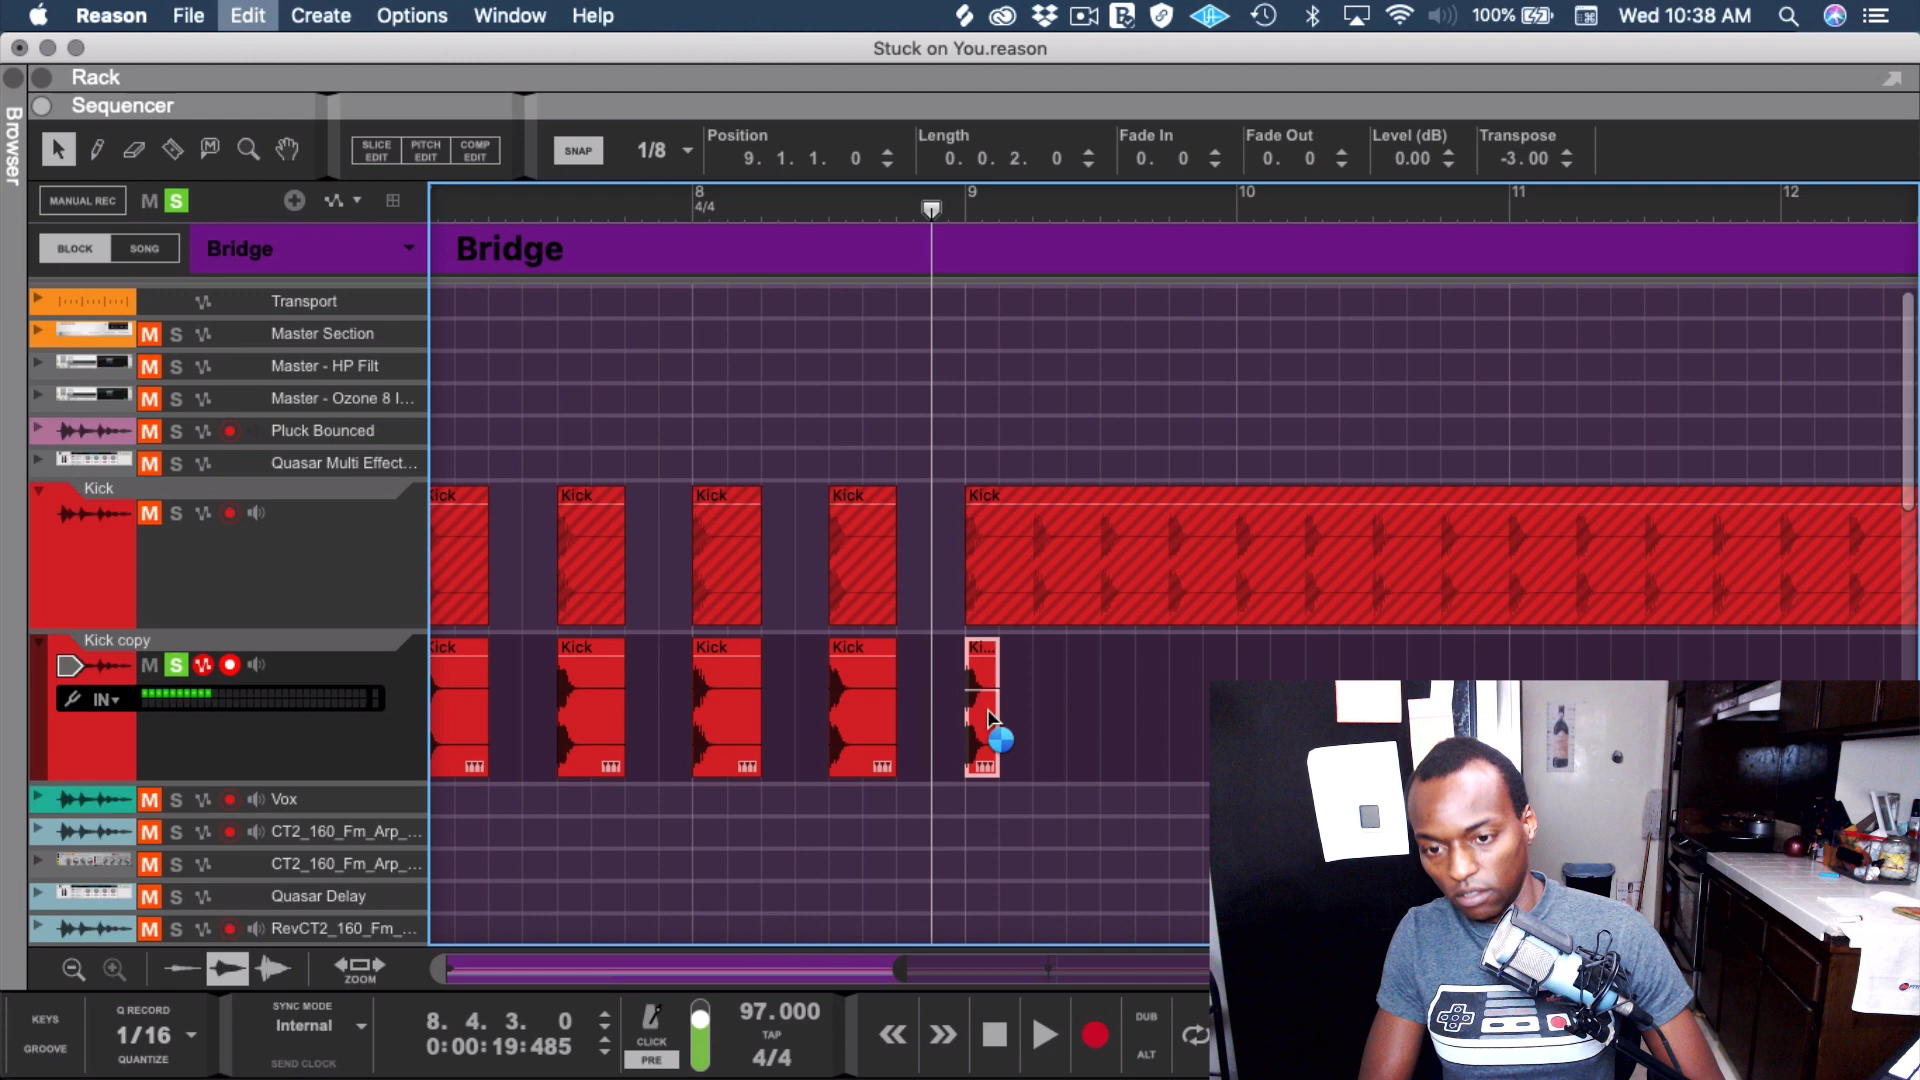 Reason File Edit Create Options Window Help 100% Wed 10:38 AM
Stuck on You.reason
Rack
Sequencer
Browser
SLICE EDIT PITCH EDIT COMP EDIT
SNAP 1/8
Position 9. 1. 1. 0
Length 0. 0. 2. 0
Fade In 0. 0
Fade Out 0. 0
Level (dB) 0.00
Transpose -3.00
MANUAL REC M S
8 9 10 11 12
4/4
BLOCK SONG Bridge Bridge
Transport
M S Master Section
M S Master - HP Filt
M S Master - Ozone 8 I...
M S Pluck Bounced
M S Quasar Multi Effect...
Kick
M S
Kick Kick Kick Kick
Kick copy
M S
IN
Kick Kick Kick Ki...
M S Vox
M S CT2_160_Fm_Arp_...
M S CT2_160_Fm_Arp_...
M S Quasar Delay
M S RevCT2_160_Fm_...
ZOOM
KEYS
GROOVE
Q RECORD
1/16
QUANTIZE
SYNC MODE
Internal
SEND CLOCK
8. 4. 3. 0
0:00:19:485
CLICK
PRE
97.000
TAP
4/4
DUB
ALT